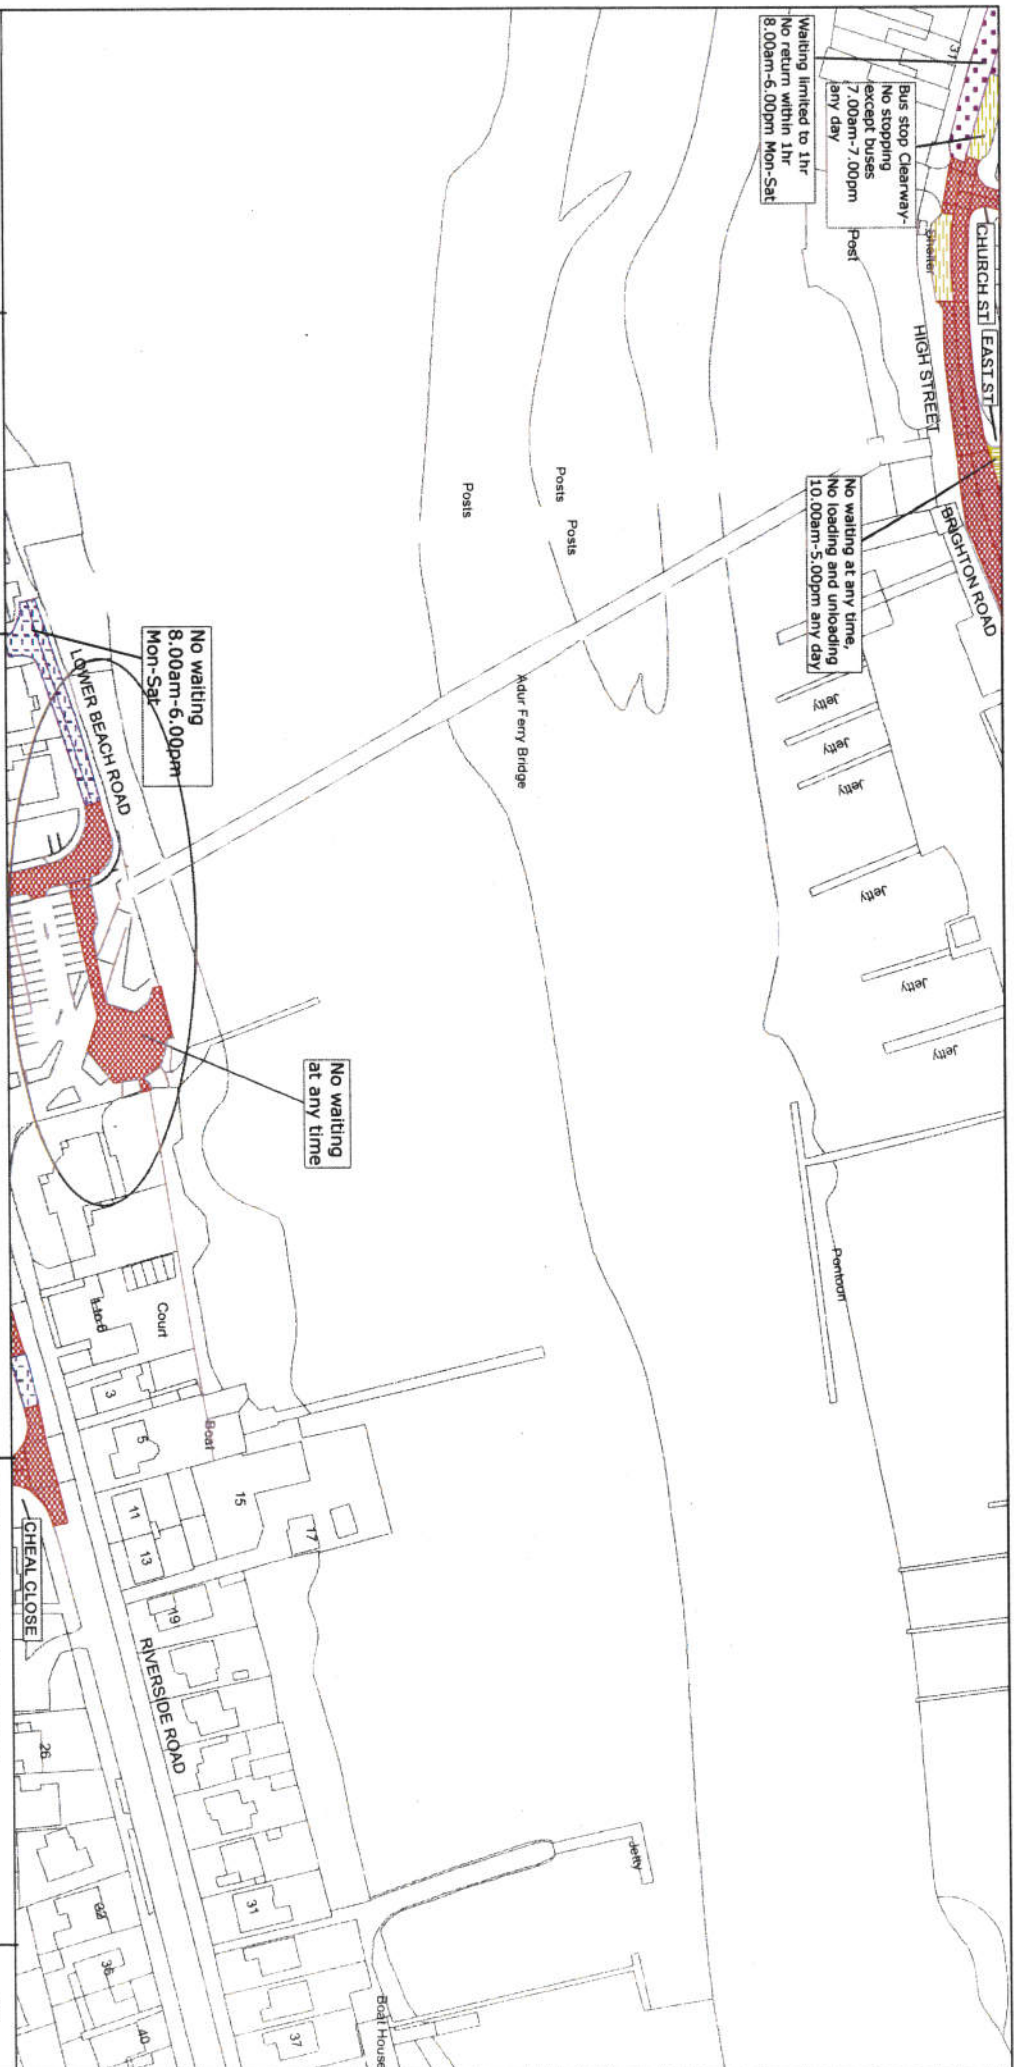 37
Waiting limited to 1hr
No return within 1hr
8.00am-6.00pm Mon-Sat
Bus stop Clearway-
No stopping
except buses
7.00am-7.00pm
any day
CHURCH ST
EAST ST
Shelter
Post
HIGH STREET
BRIGHTON ROAD
No waiting at any time,
No loading and unloading
10.00am-5.00pm any day
Jetty
Jetty
Jetty
Jetty
Jetty
Jetty
Pontoon
Posts
Posts
Posts
Adur Ferry Bridge
Jetty
No waiting
8.00am-6.00pm
Mon-Sat
LOWER BEACH ROAD
No waiting
at any time
Court
1 to 6
3
5
Boat
11
13
15
17
19
CHEAL CLOSE
RIVERSIDE ROAD
26
31
32
36
37
40
Boat House